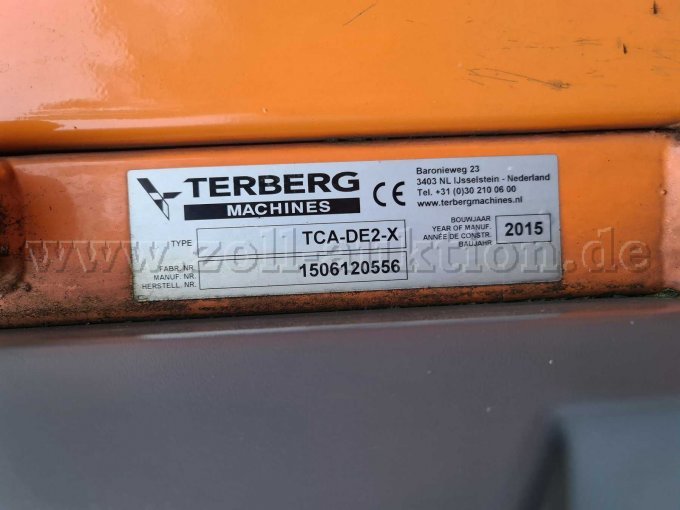 TERBERG
MACHINES
CE
Baronieweg 23
3403 NL IJsselstein - Nederland
Tel. +31 (0)30 210 06 00
www.terbergmachines.nl
TYPE TCA-DE2-X
BOUWJAAR
YEAR OF MANUF.
ANNÉE DE CONSTR.
BAUJAHR
2015
FABR. NR.
MANUF. NR.
HERSTELL. NR.
1506120556
www.zoll-auktion.de